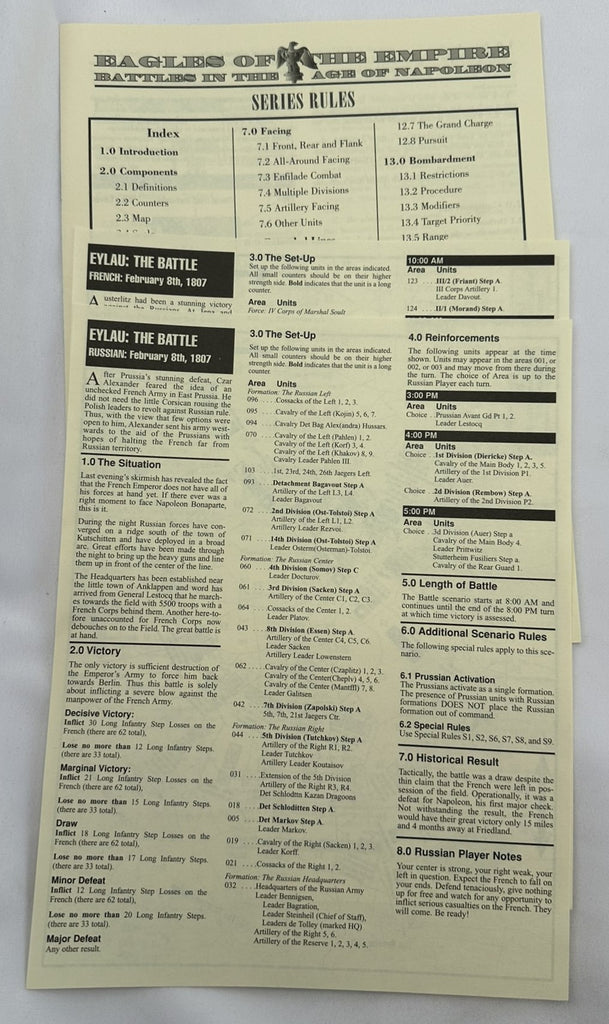 EAGLES OF THE EMPIRE
BATTLES IN THE AGE OF NAPOLEON
SERIES RULES
Index
1.0 Introduction
2.0 Components
2.1 Definitions
2.2 Counters
2.3 Map
7.0 Facing
7.1 Front, Rear and Flank
7.2 All-Around Facing
7.3 Enfilade Combat
7.4 Multiple Divisions
7.5 Artillery Facing
7.6 Other Units
12.7 The Grand Charge
12.8 Pursuit
13.0 Bombardment
13.1 Restrictions
13.2 Procedure
13.3 Modifiers
13.4 Target Priority
13.5 Range
EYLAU: THE BATTLE
FRENCH: February 8th, 1807
Austerlitz had been a stunning victory
3.0 The Set-Up
Set up the following units in the areas indicated.
All small counters should be on their higher
strength side. Bold indicates that the unit is a long
counter.
Area Units
Force: IV Corps of Marshal Soult
10:00 AM
Area Units
123 . . . III/2 (Friant) Step A.
III Corps Artillery 1.
Leader Davout.
124 . . . II/1 (Morand) Step A.
EYLAU: THE BATTLE
RUSSIAN: February 8th, 1807
After Prussia's stunning defeat, Czar
Alexander feared the idea of an
unchecked French Army in East Prussia. He
did not need the little Corsican rousing the
Polish leaders to revolt against Russian rule.
Thus, with the view that few options were
open to him, Alexander sent his army west-
wards to the aid of the Prussians with
hopes of halting the French far from
Russian territory.
1.0 The Situation
Last evening's skirmish has revealed the fact
that the French Emperor does not have all of
his forces at hand yet. If there ever was a
right moment to face Napoleon Bonaparte,
this is it.
During the night Russian forces have con-
verged on a ridge south of the town of
Kutschitten and have deployed in a broad
arc. Great efforts have been made through
the night to bring up the heavy guns and line
them up in front of the center of the line.
The Headquarters has been established near
the little town of Anklappen and word has
arrived from General Lestocq that he march-
es towards the field with 5500 troops with a
French Corps behind them. Another here-to-
fore unaccounted for French Corps now
debouches on to the Field. The great battle is
at hand.
2.0 Victory
The only victory is sufficient destruction of
the Emperor's Army to force him back
towards Berlin. Thus this battle is solely
about inflicting a severe blow against the
manpower of the French Army.
Decisive Victory:
Inflict 30 Long Infantry Step Losses on the
French (there are 62 total),
Lose no more than 12 Long Infantry Steps.
(there are 33 total).
Marginal Victory:
Inflict 21 Long Infantry Step Losses on the
French (there are 62 total),
Lose no more than 15 Long Infantry Steps.
(there are 33 total).
Draw
Inflict 18 Long Infantry Step Losses on the
French (there are 62 total),
Lose no more than 17 Long Infantry Steps.
(there are 33 total).
Minor Defeat
Inflict 12 Long Infantry Step Losses on the
French (there are 62 total),
Lose no more than 20 Long Infantry Steps.
(there are 33 total).
Major Defeat
Any other result.
3.0 The Set-Up
Set up the following units in the areas indicated.
All small counters should be on their higher
strength side. Bold indicates that the unit is a long
counter.
Area Units
Formation: The Russian Left
096 . . . Cossacks of the Left 1, 2, 3.
095 . . . Cavalry of the Left (Kojin) 5, 6, 7.
094 . . . Cavalry Det Bag Alex(andra) Hussars.
070 . . . Cavalry of the Left (Pahlen) 1, 2.
Cavalry of the Left (Korf) 3, 4
Cavalry of the Left (Khakov) 8, 9.
Cavalry Leader Pahlen III.
103 . . . 1st, 23rd, 24th, 26th Jaegers Left.
093 . . . Detachment Bagavout Step A
Artillery of the Left L3, L4.
Leader Bagavout
072 . . . 2nd Division (Ost-Tolstoi) Step A
Artillery of the Left L1, L2.
Artillery Leader Rezvoi.
071 . . . 14th Division (Ost-Tolstoi) Step A
Leader Osterm(Osterman)-Tolstoi.
Formation: The Russian Center
060 . . . 4th Division (Somov) Step C
Leader Docturov.
061 . . . 3rd Division (Sacken) Step A
Artillery of the Center C1, C2, C3.
064 . . . Cossacks of the Center 1, 2.
Leader Platov.
043 . . . 8th Division (Essen) Step A
Artillery of the Center C4, C5, C6.
Leader Sacken
Artillery Leader Lowenstern
062 . . . Cavalry of the Center (Czaplitz) 1, 2, 3.
Cavalry of the Center(Cheplv) 4, 5, 6.
Cavalry of the Center (Mantffl) 7, 8.
Leader Galitsen
042 . . . 7th Division (Zapolski) Step A
5th, 7th, 21st Jaegers Ctr.
Formation: The Russian Right
044 . . . 5th Division (Tutchkov) Step A
Artillery of the Right R1, R2.
Leader Tutchkov
Artillery Leader Koutaisov
031 . . . Extension of the 5th Division
Artillery of the Right R3, R4.
Det Schlodtn Kazan Dragoons
018 . . . Det Schloditten Step A.
005 . . . Det Markov Step A.
Leader Markov.
019 . . . Cavalry of the Right (Sacken) 1, 2, 3.
Leader Korff.
021 . . . Cossacks of the Right 1, 2.
Formation: The Russian Headquarters
032 . . . Headquarters of the Russian Army
Leader Bennigsen,
Leader Bagration,
Leader Steinheil (Chief of Staff),
Leaders de Tolley (marked HQ)
Artillery of the Right 5, 6.
Artillery of the Reserve 1, 2, 3, 4, 5.
4.0 Reinforcements
The following units appear at the time
shown. Units may appear in the areas 001, or
002, or 003 and may move from there during
the turn. The choice of Area is up to the
Russian Player each turn.
3:00 PM
Area Units
Choice . Prussian Avant Gd Pt 1, 2.
Leader Lestocq
4:00 PM
Area Units
Choice . 1st Division (Diericke) Step A.
Cavalry of the Main Body 1, 2, 3, 5.
Artillery of the 1st Division P1.
Leader Auer.
Choice . 2d Division (Rembow) Step A.
Artillery of the 2nd Division P2.
5:00 PM
Area Units
Choice . 3d Division (Auer) Step a
Cavalry of the Main Body 4.
Leader Prittwitz
Stutterheim Fusiliers Step a.
Cavalry of the Rear Guard 1.
5.0 Length of Battle
The Battle scenario starts at 8:00 AM and
continues until the end of the 8:00 PM turn
at which time victory is assessed.
6.0 Additional Scenario Rules
The following special rules apply to this sce-
nario.
6.1 Prussian Activation
The Prussians activate as a single formation.
The presence of Prussian units with Russian
formations DOES NOT place the Russian
formation out of command.
6.2 Special Rules
Use Special Rules S1, S2, S6, S7, S8, and S9.
7.0 Historical Result
Tactically, the battle was a draw despite the
thin claim that the French were left in pos-
session of the field. Operationally, it was a
defeat for Napoleon, his first major check.
Not withstanding the result, the French
would have their great victory only 15 miles
and 4 months away at Friedland.
8.0 Russian Player Notes
Your center is strong, your right weak, your
left in question. Expect the French to fall on
your ends. Defend tenaciously, give nothing
up for free and watch for any opportunity to
inflict serious casualties on the French. They
will come. Be ready!